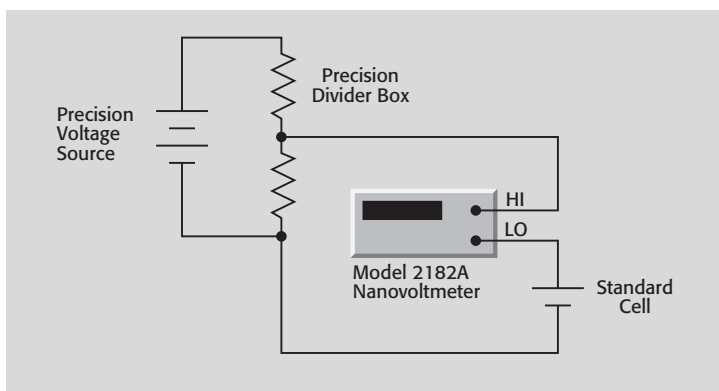 Precision
Divider Box
Precision
Voltage
Source
HI
LO
Model 2182A
Nanovoltmeter
Standard
Cell